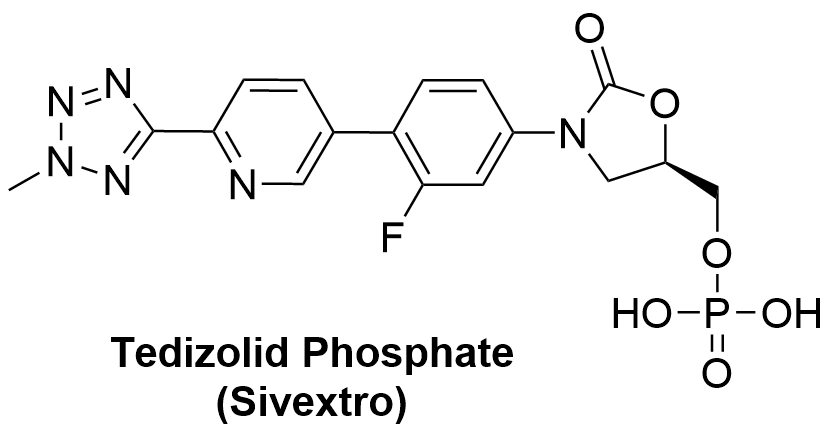 O
N=N
O
N
N
N
N
F
O
HO-P-OH
O
Tedizolid Phosphate
(Sivextro)